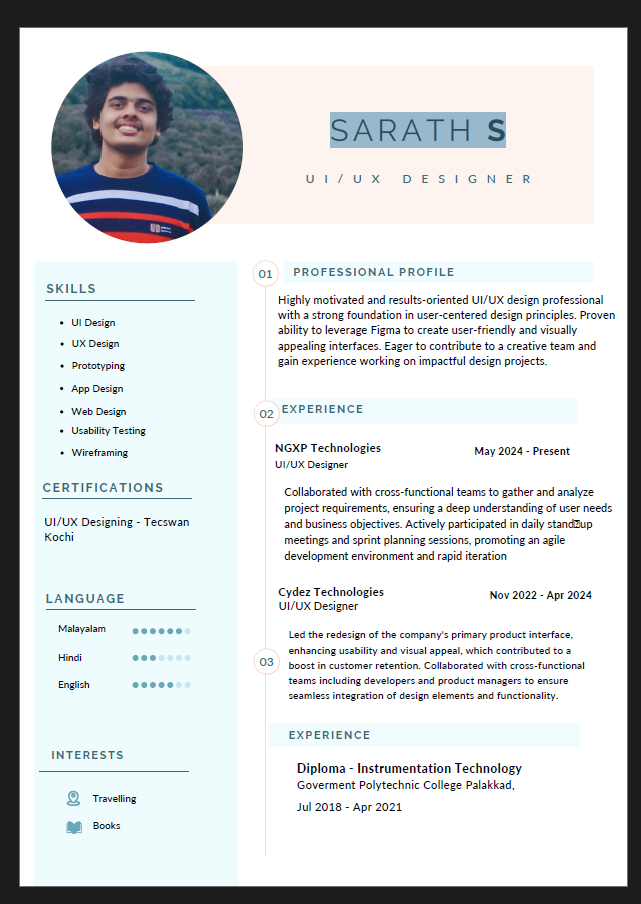 SARATH S
UI/UX DESIGNER
SKILLS
• UI Design
• UX Design
• Prototyping
• App Design
• Web Design
• Usability Testing
• Wireframing
CERTIFICATIONS
UI/UX Designing - Tecswan
Kochi
LANGUAGE
Malayalam
Hindi
English
INTERESTS
Travelling
Books
01 PROFESSIONAL PROFILE
Highly motivated and results-oriented UI/UX design professional
with a strong foundation in user-centered design principles. Proven
ability to leverage Figma to create user-friendly and visually
appealing interfaces. Eager to contribute to a creative team and
gain experience working on impactful design projects.
02 EXPERIENCE
NGXP Technologies May 2024 - Present
UI/UX Designer
Collaborated with cross-functional teams to gather and analyze
project requirements, ensuring a deep understanding of user needs
and business objectives. Actively participated in daily stand▯up
meetings and sprint planning sessions, promoting an agile
development environment and rapid iteration
Cydez Technologies Nov 2022 - Apr 2024
UI/UX Designer
Led the redesign of the company's primary product interface,
enhancing usability and visual appeal, which contributed to a
boost in customer retention. Collaborated with cross-functional
teams including developers and product managers to ensure
seamless integration of design elements and functionality.
03
EXPERIENCE
Diploma - Instrumentation Technology
Goverment Polytechnic College Palakkad,
Jul 2018 - Apr 2021